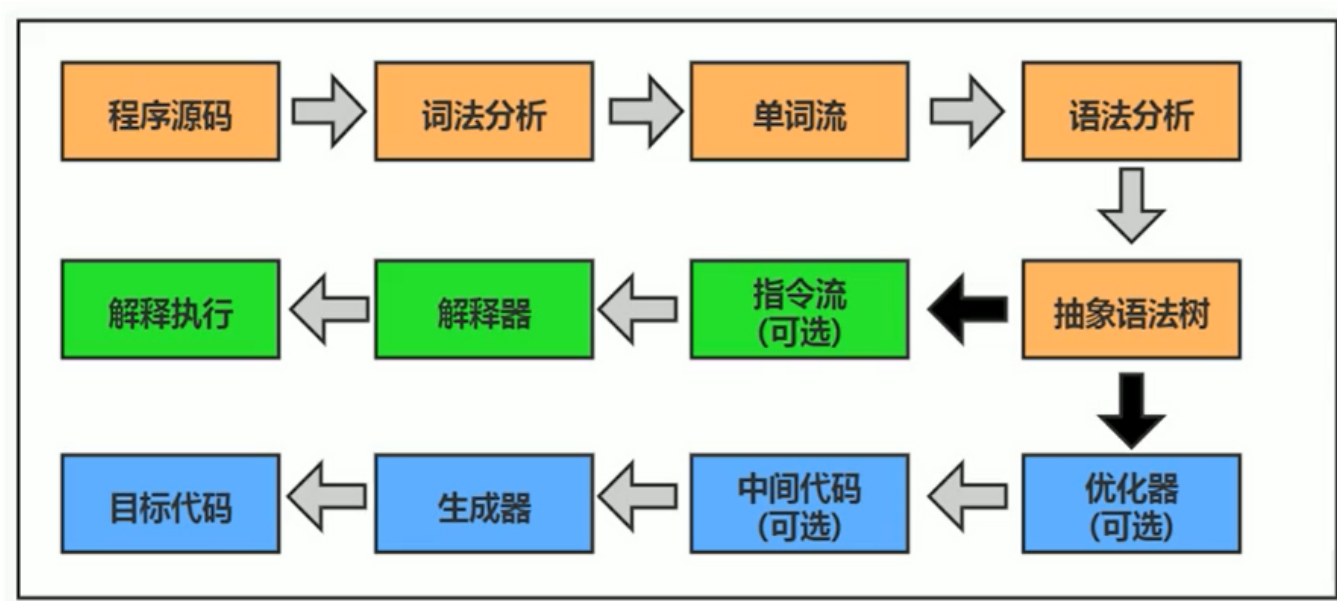 程序源码
词法分析
单词流
语法分析
解释执行
解释器
指令流
(可选)
抽象语法树
目标代码
生成器
中间代码
(可选)
优化器
(可选)